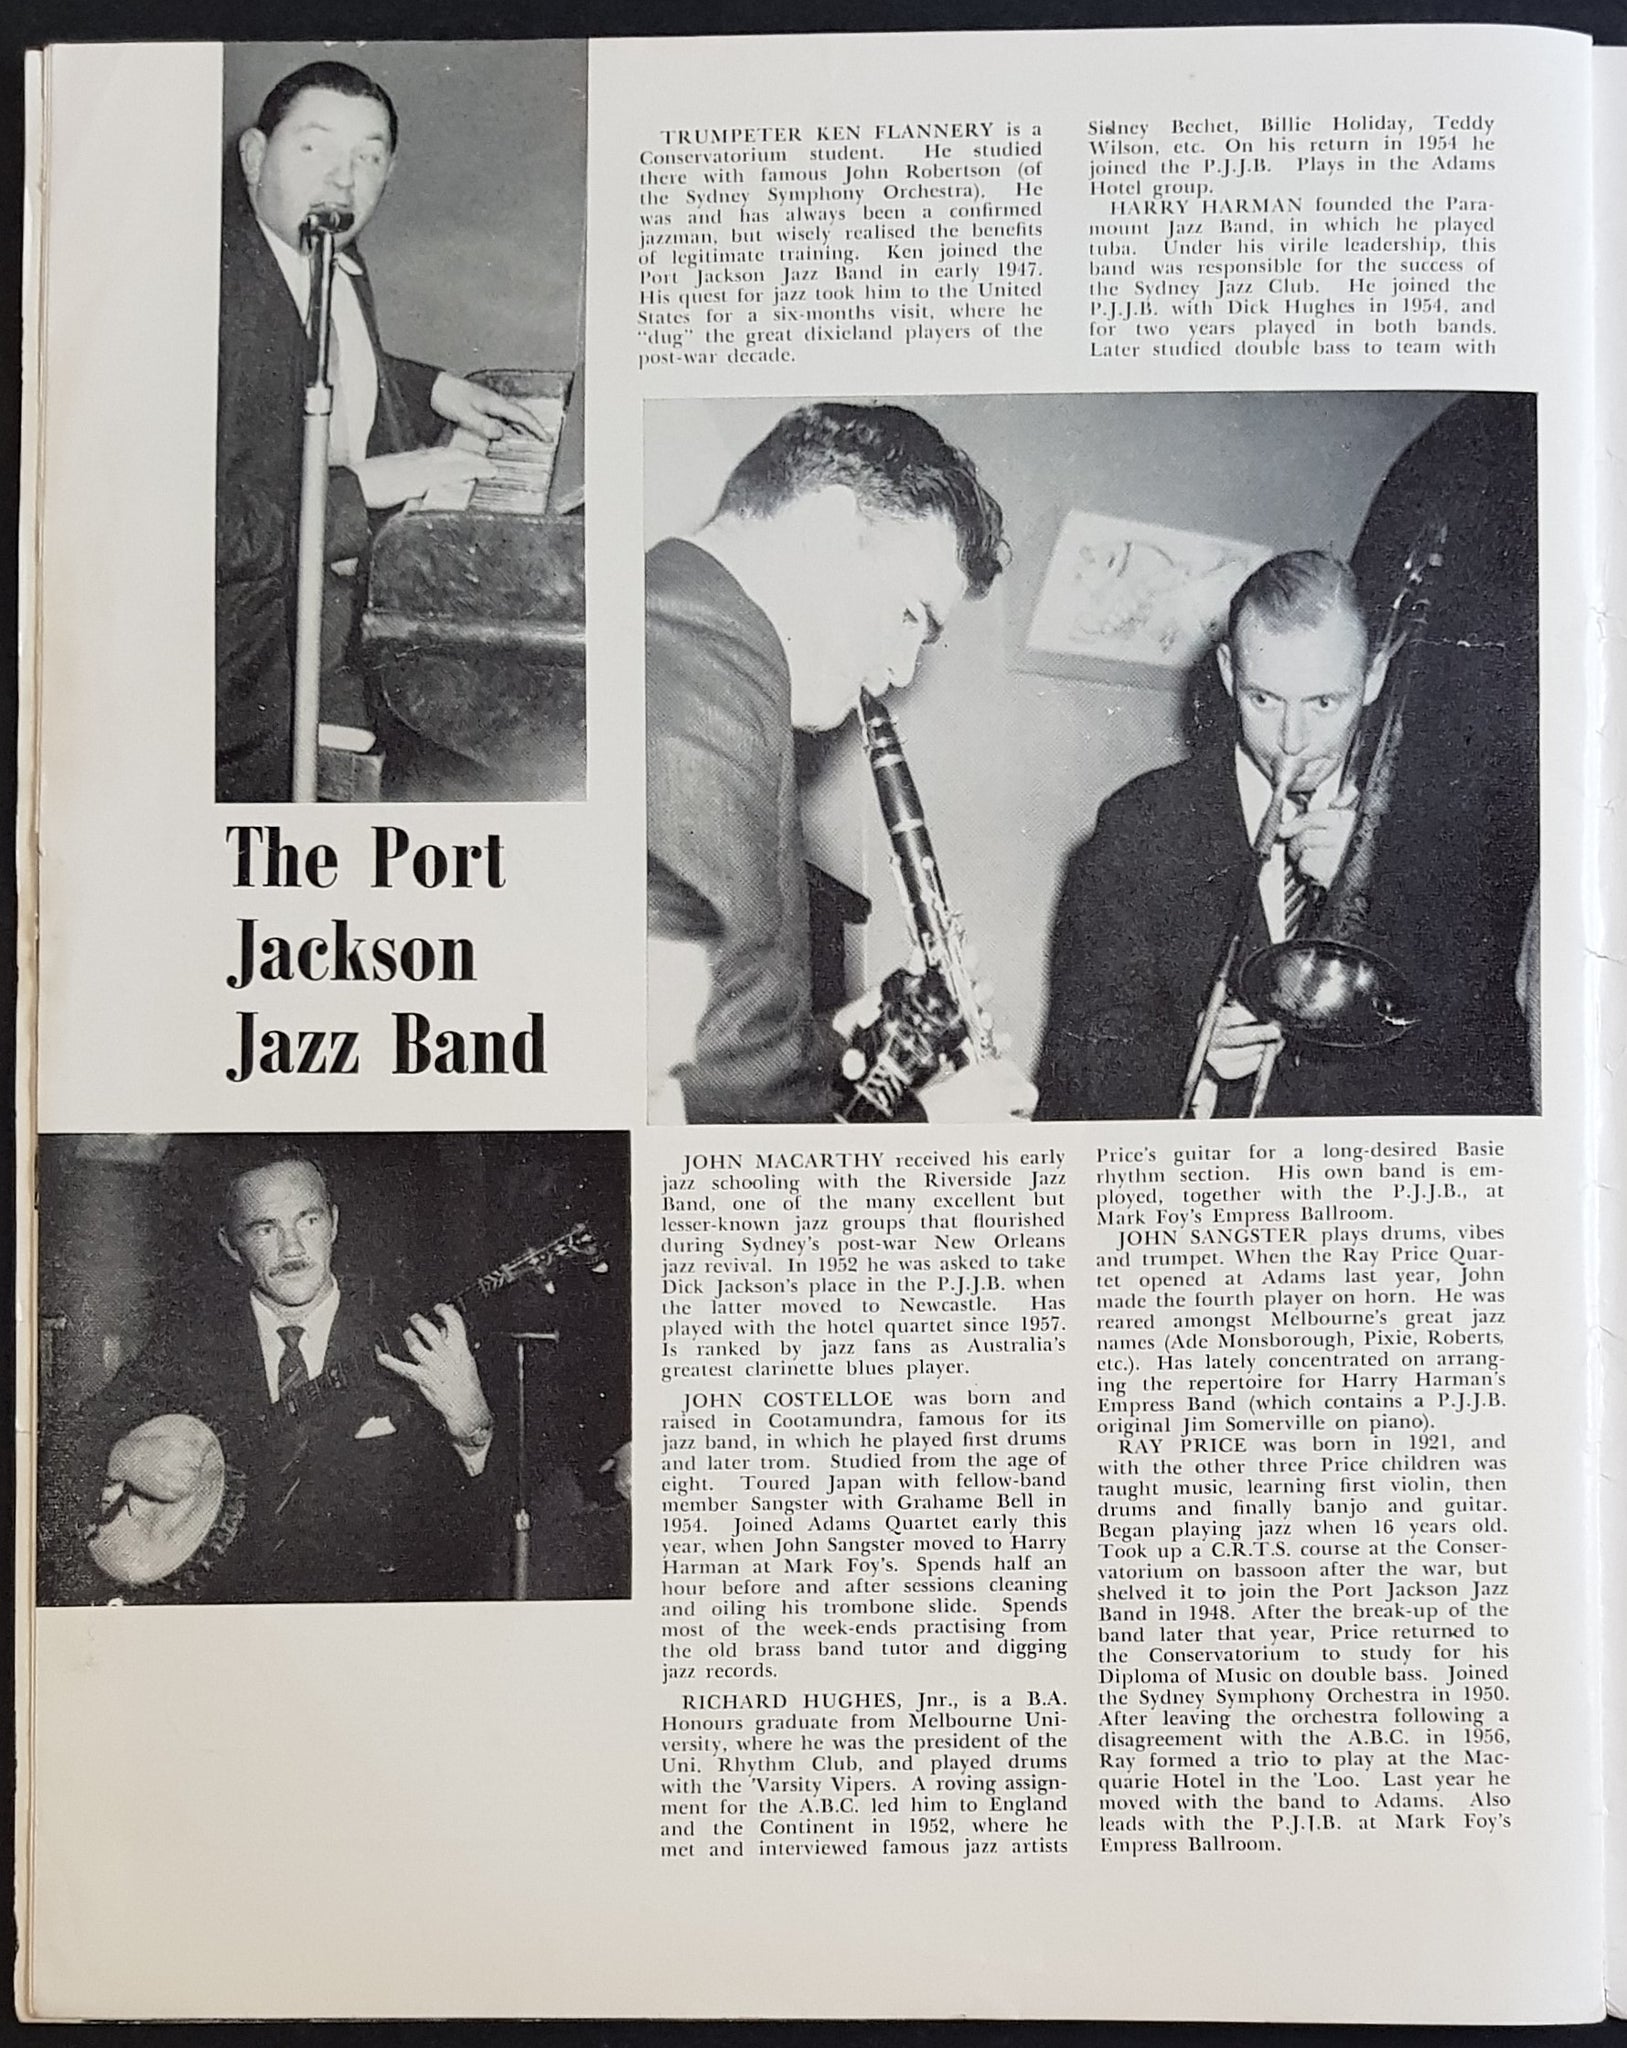 The Port
Jackson
Jazz Band
TRUMPETER KEN FLANNERY is a
Conservatorium student. He studied
there with famous John Robertson (of
the Sydney Symphony Orchestra). He
was and has always been a confirmed
jazzman, but wisely realised the benefits
of legitimate training. Ken joined the
Port Jackson Jazz Band in early 1947.
His quest for jazz took him to the United
States for a six-months visit, where he
"dug" the great dixieland players of the
post-war decade.
JOHN MACARTHY received his early
jazz schooling with the Riverside Jazz
Band, one of the many excellent but
lesser-known jazz groups that flourished
during Sydney's post-war New Orleans
jazz revival. In 1952 he was asked to take
Dick Jackson's place in the P.J.J.B. when
the latter moved to Newcastle. Has
played with the hotel quartet since 1957.
Is ranked by jazz fans as Australia's
greatest clarinette blues player.
JOHN COSTELLOE was born and
raised in Cootamundra, famous for its
jazz band, in which he played first drums
and later trom. Studied from the age of
eight. Toured Japan with fellow-band
member Sangster with Grahame Bell in
1954. Joined Adams Quartet early this
year, when John Sangster moved to Harry
Harman at Mark Foy's. Spends half an
hour before and after sessions cleaning
and oiling his trombone slide. Spends
most of the week-ends practising from
the old brass band tutor and digging
jazz records.
RICHARD HUGHES, Jnr., is a B.A.
Honours graduate from Melbourne Uni-
versity, where he was the president of the
Uni. Rhythm Club, and played drums
with the 'Varsity Vipers. A roving assign-
ment for the A.B.C. led him to England
and the Continent in 1952, where he
met and interviewed famous jazz artists
Sidney Bechet, Billie Holiday, Teddy
Wilson, etc. On his return in 1954 he
joined the P.J.J.B. Plays in the Adams
Hotel group.
HARRY HARMAN founded the Para-
mount Jazz Band, in which he played
tuba. Under his virile leadership, this
band was responsible for the success of
the Sydney Jazz Club. He joined the
P.J.J.B. with Dick Hughes in 1954, and
for two years played in both bands.
Later studied double bass to team with
Price's guitar for a long-desired Basie
rhythm section. His own band is em-
ployed, together with the P.J.J.B., at
Mark Foy's Empress Ballroom.
JOHN SANGSTER plays drums, vibes
and trumpet. When the Ray Price Quar-
tet opened at Adams last year, John
made the fourth player on horn. He was
reared amongst Melbourne's great jazz
names (Ade Monsborough, Pixie, Roberts,
etc.). Has lately concentrated on arrang-
ing the repertoire for Harry Harman's
Empress Band (which contains a P.J.J.B.
original Jim Somerville on piano).
RAY PRICE was born in 1921, and
with the other three Price children was
taught music, learning first violin, then
drums and finally banjo and guitar.
Began playing jazz when 16 years old.
Took up a C.R.T.S. course at the Conser-
vatorium on bassoon after the war, but
shelved it to join the Port Jackson Jazz
Band in 1948. After the break-up of the
band later that year, Price returned to
the Conservatorium to study for his
Diploma of Music on double bass. Joined
the Sydney Symphony Orchestra in 1950.
After leaving the orchestra following a
disagreement with the A.B.C. in 1956,
Ray formed a trio to play at the Mac-
quarie Hotel in the 'Loo. Last year he
moved with the band to Adams. Also
leads with the P.J.J.B. at Mark Foy's
Empress Ballroom.